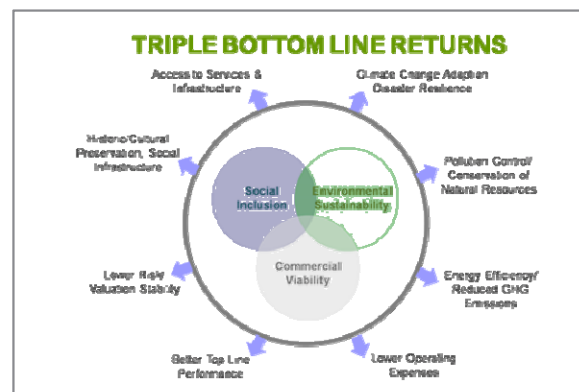 TRIPLE BOTTOM LINE RETURNS
Access to Services &
Infrastructure
Climate Change Adaption
Disaster Resilience
Historic/Cultural
Preservation, Social
Infrastructure
Pollution Control/
Conservation of
Natural Resources
Social
Inclusion
Environmental
Sustainability
Commercial
Viability
Lower Risk/
Valuation Stability
Energy Efficiency/
Reduced GHG
Emissions
Better Top Line
Performance
Lower Operating
Expenses